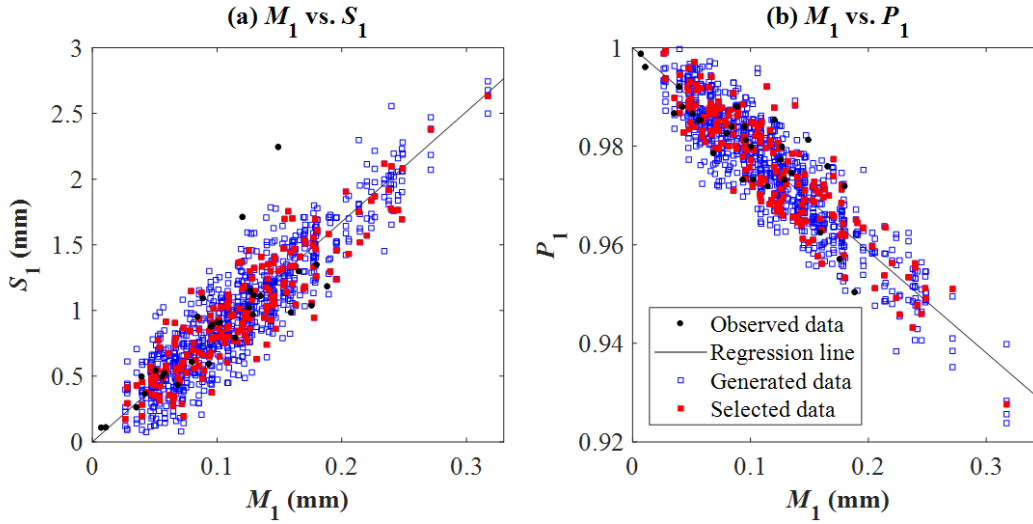 (a) M₁ vs. S₁
(b) M₁ vs. P₁
3
2.5
2
1.5
1
0.5
0
S₁ (mm)
0
0.1
0.2
0.3
M₁ (mm)
1
0.98
0.96
0.94
0.92
P₁
Observed data
Regression line
Generated data
Selected data
0
0.1
0.2
0.3
M₁ (mm)